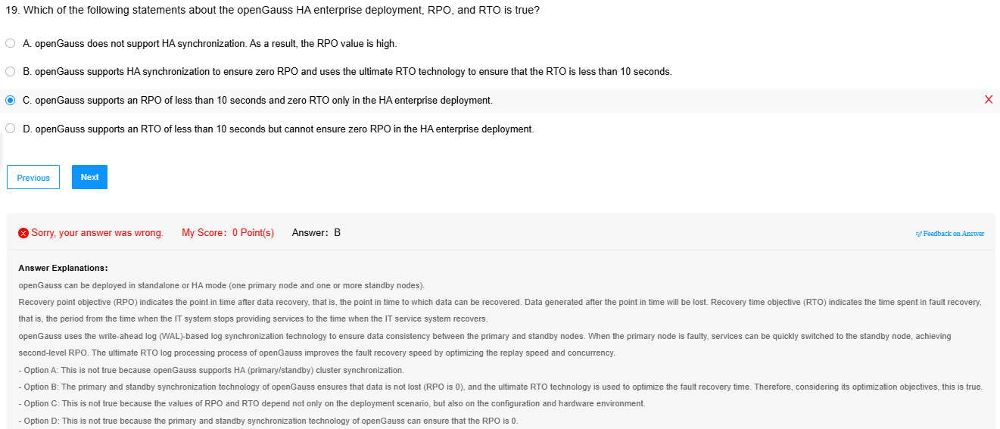 19. Which of the following statements about the openGauss HA enterprise deployment, RPO, and RTO is true?
A. openGauss does not support HA synchronization. As a result, the RPO value is high.
B. openGauss supports HA synchronization to ensure zero RPO and uses the ultimate RTO technology to ensure that the RTO is less than 10 seconds.
C. openGauss supports an RPO of less than 10 seconds and zero RTO only in the HA enterprise deployment.
X
D. openGauss supports an RTO of less than 10 seconds but cannot ensure zero RPO in the HA enterprise deployment.
Previous
Next
Sorry, your answer was wrong. My Score: 0 Point(s) Answer: B
Feedback on Answer
Answer Explanations:
openGauss can be deployed in standalone or HA mode (one primary node and one or more standby nodes).
Recovery point objective (RPO) indicates the point in time after data recovery, that is, the point in time to which data can be recovered. Data generated after the point in time will be lost. Recovery time objective (RTO) indicates the time spent in fault recovery,
that is, the period from the time when the IT system stops providing services to the time when the IT service system recovers.
openGauss uses the write-ahead log (WAL)-based log synchronization technology to ensure data consistency between the primary and standby nodes. When the primary node is faulty, services can be quickly switched to the standby node, achieving
second-level RPO. The ultimate RTO log processing process of openGauss improves the fault recovery speed by optimizing the replay speed and concurrency.
- Option A: This is not true because openGauss supports HA (primary/standby) cluster synchronization.
- Option B: The primary and standby synchronization technology of openGauss ensures that data is not lost (RPO is 0), and the ultimate RTO technology is used to optimize the fault recovery time. Therefore, considering its optimization objectives, this is true.
- Option C: This is not true because the values of RPO and RTO depend not only on the deployment scenario, but also on the configuration and hardware environment.
- Option D: This is not true because the primary and standby synchronization technology of openGauss can ensure that the RPO is 0.